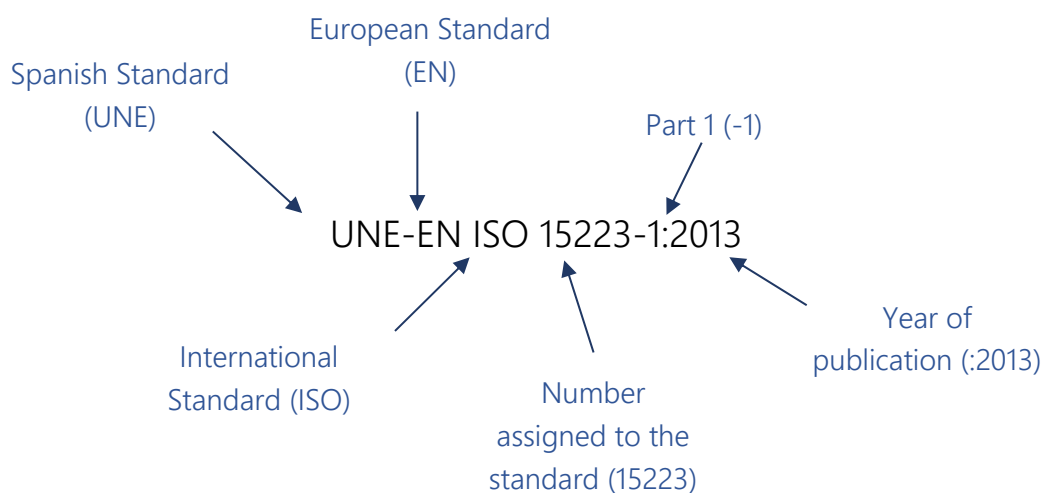 European Standard
(EN)
Spanish Standard
(UNE)
Part 1 (-1)
UNE-EN ISO 15223-1:2013
International
Standard (ISO)
Number
assigned to the
standard (15223)
Year of
publication (:2013)